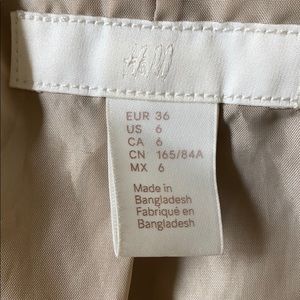 H&M
EUR 36
US 6
CA 6
CN 165/84A
MX 6
Made in
Bangladesh
Fabriqué en
Bangladesh